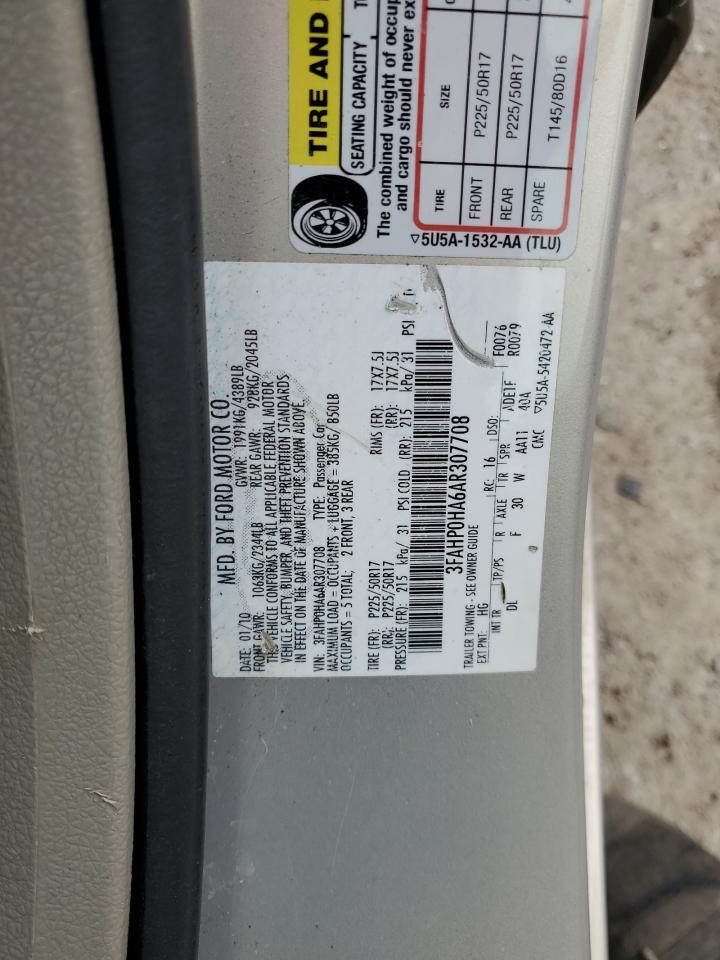 TIRE AND
SEATING CAPACITY
The combined weight of occup
and cargo should never ex
TIRE SIZE
FRONT P225/50R17
REAR P225/50R17
SPARE T145/80D16
▽5U5A-1532-AA (TLU)
MFD. BY FORD MOTOR CO.
DATE: 01/10 GVWR: 1991KG/4389LB
FRONT GAWR: 1063KG/2344LB REAR GAWR: 928KG/2045LB
THIS VEHICLE CONFORMS TO ALL APPLICABLE FEDERAL MOTOR
VEHICLE SAFETY, BUMPER, AND THEFT PREVENTION STANDARDS
IN EFFECT ON THE DATE OF MANUFACTURE SHOWN ABOVE.
VIN: 3FAHP0HA6AR307708 TYPE: Passenger Car
MAXIMUM LOAD = OCCUPANTS + LUGGAGE = 385KG/ 850LB
OCCUPANTS = 5 TOTAL; 2 FRONT, 3 REAR
TIRE (FR): P225/50R17 RIMS (FR): 17X7.5J
(RR): P225/50R17 (RR): 17X7.5J
PRESSURE (FR): 215 kPa/ 31 PSI COLD (RR): 215 kPa/ 31 PSI
3FAHP0HA6AR307708
TRAILER TOWING - SEE OWNER GUIDE F0076
EXT PNT: HG RC: 16 DSO: R0079
INT TR TP/PS R AXLE TR SPR
DL F 30 W AA11 40A
CMC ▽5U5A-5420472-AA